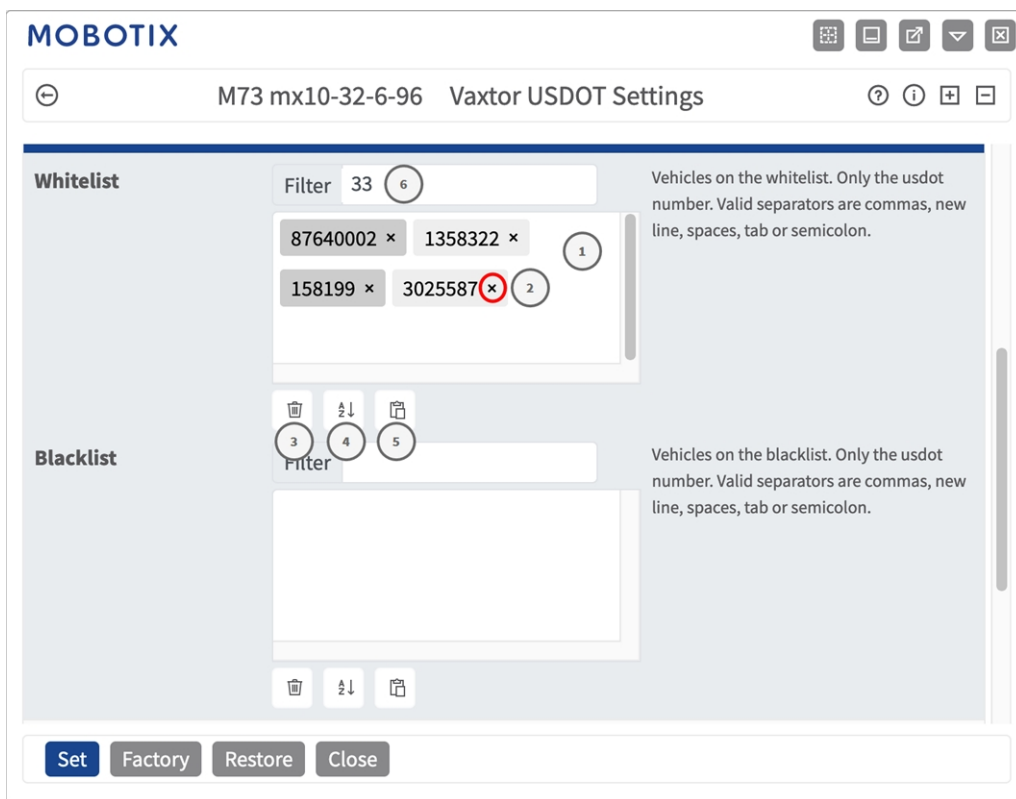 MOBOTIX
M73 mx10-32-6-96 Vaxtor USDOT Settings
Whitelist
Filter 33 6
87640002 × 1358322 × 1
158199 × 3025587 × 2
Vehicles on the whitelist. Only the usdot
number. Valid separators are commas, new
line, spaces, tab or semicolon.
3 4 5
Blacklist
Filter
Vehicles on the blacklist. Only the usdot
number. Valid separators are commas, new
line, spaces, tab or semicolon.
Set Factory Restore Close